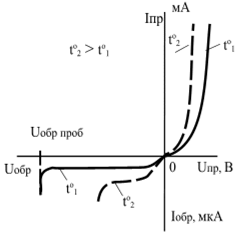 Iпр
мА
t°₂ > t°₁
t°₂
t°₁
Uобр проб
Uобр
0
Uпр, В
t°₁
t°₂
Iобр, мкА